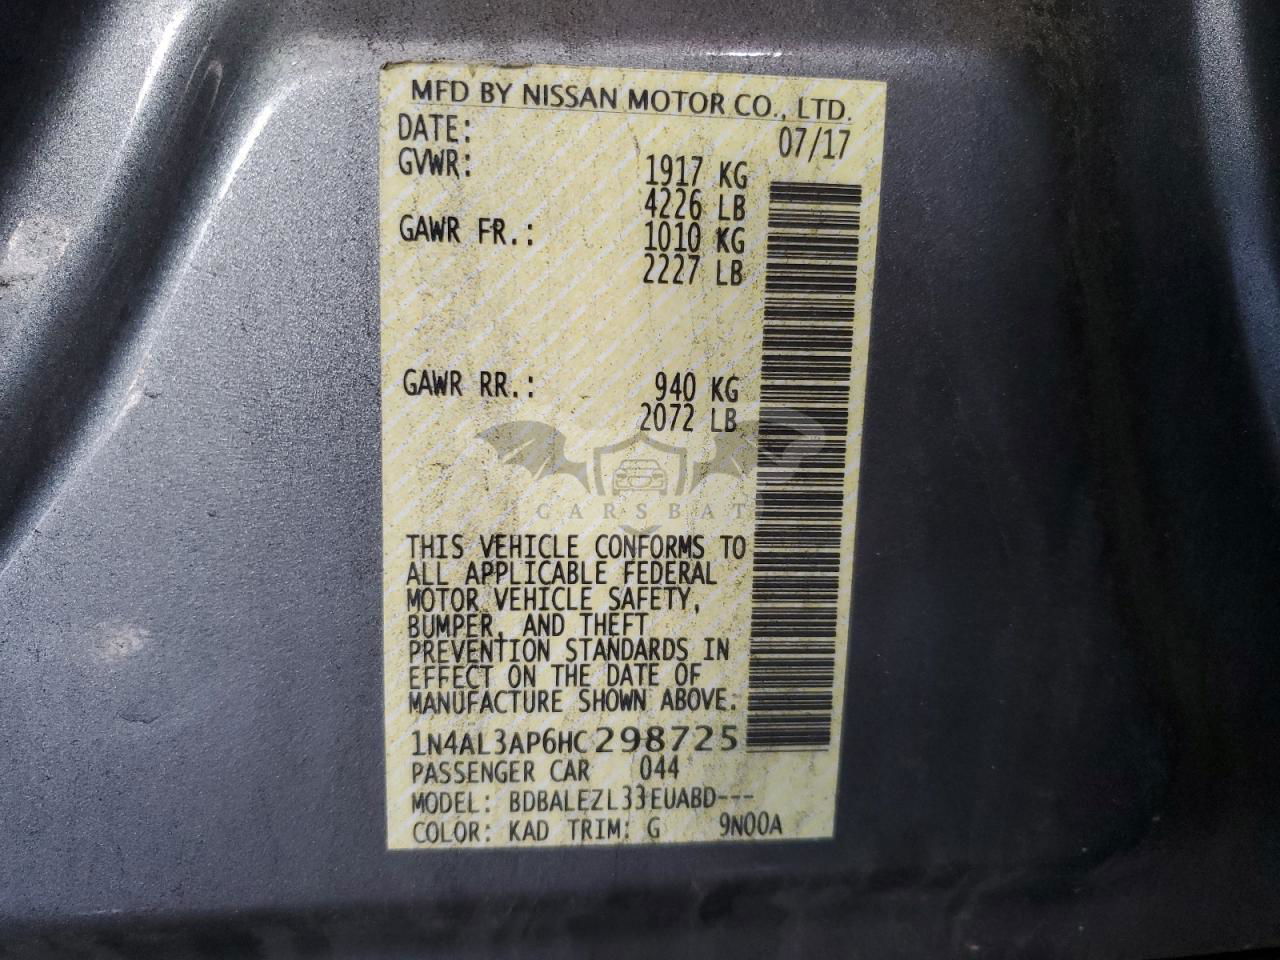 MFD BY NISSAN MOTOR CO., LTD.
DATE: 07/17
GVWR: 1917 KG
4226 LB
GAWR FR.: 1010 KG
2227 LB
GAWR RR.: 940 KG
2072 LB
CARSBAT
THIS VEHICLE CONFORMS TO
ALL APPLICABLE FEDERAL
MOTOR VEHICLE SAFETY,
BUMPER, AND THEFT
PREVENTION STANDARDS IN
EFFECT ON THE DATE OF
MANUFACTURE SHOWN ABOVE.
1N4AL3AP6HC298725
PASSENGER CAR 044
MODEL: BDBALEZL33EUABD---
COLOR: KAD TRIM: G 9N00A